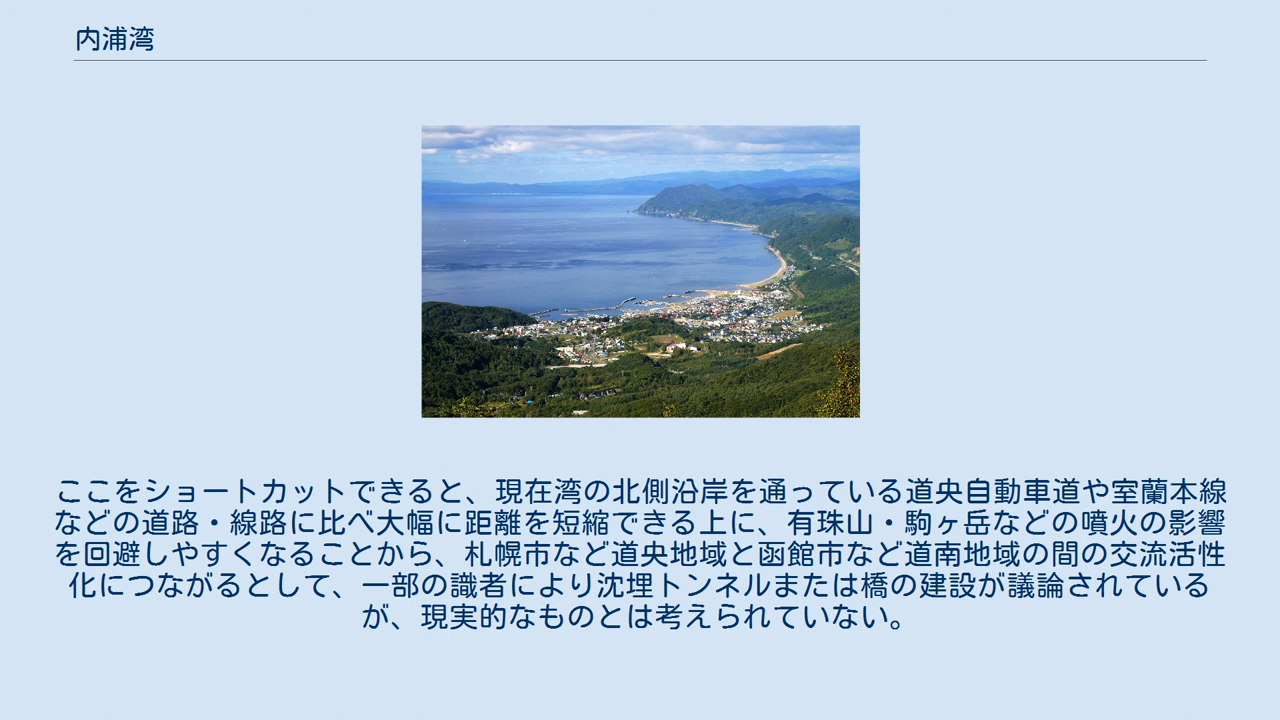 内浦湾
ここをショートカットできると、現在湾の北側沿岸を通っている道央自動車道や室蘭本線
などの道路・線路に比べ大幅に距離を短縮できる上に、有珠山・駒ヶ岳などの噴火の影響
を回避しやすくなることから、札幌市など道央地域と函館市など道南地域の間の交流活性
化につながるとして、一部の識者により沈埋トンネルまたは橋の建設が議論されている
が、現実的なものとは考えられていない。